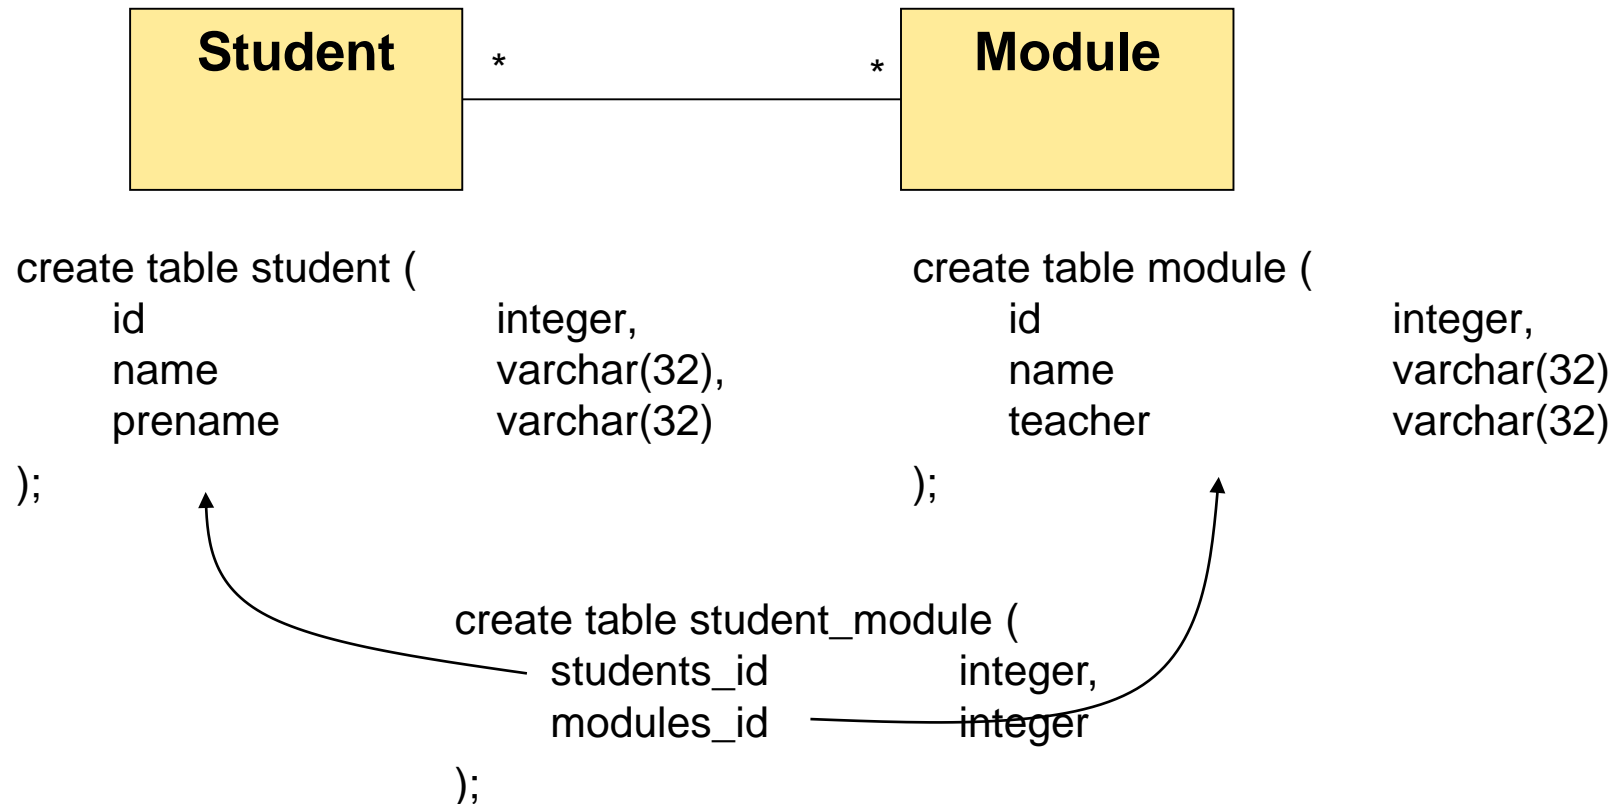 Student * * Module
create table student (
id integer,
name varchar(32),
prename varchar(32)
);
create table module (
id integer,
name varchar(32)
teacher varchar(32)
);
create table student_module (
students_id integer,
modules_id integer
);